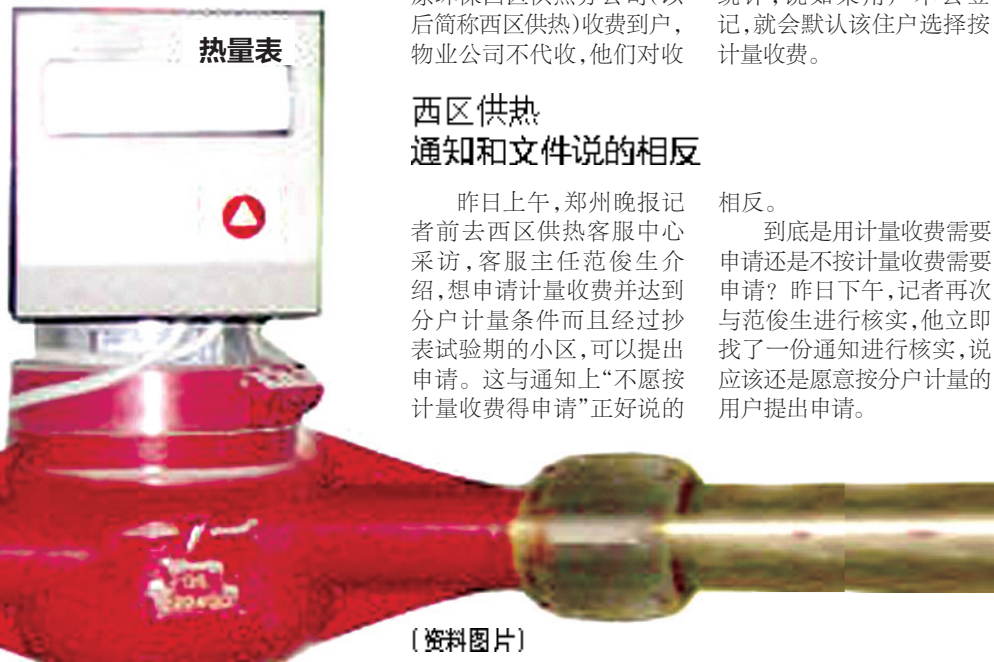 热量表
后简称西区供热)收费到户,
物业公司不代收,他们对收
记,就会默认该住户选择按
计量收费。
西区供热
通知和文件说的相反
昨日上午,郑州晚报记
者前去西区供热客服中心
采访,客服主任范俊生介
绍,想申请计量收费并达到
分户计量条件而且经过抄
表试验期的小区,可以提出
申请。这与通知上“不愿按
计量收费得申请”正好说的
相反。
到底是用计量收费需要
申请还是不按计量收费需要
申请? 昨日下午,记者再次
与范俊生进行核实,他立即
找了一份通知进行核实,说
应该还是愿意按分户计量的
用户提出申请。
(资料图片)